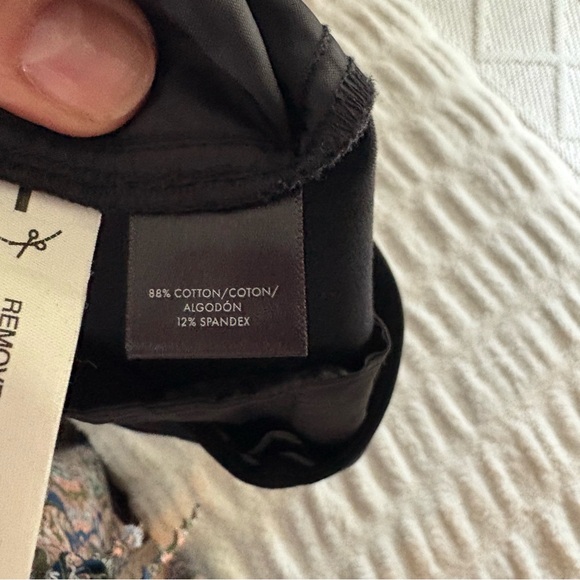 88% COTTON/COTON/
ALGODÓN
12% SPANDEX
REMOVE